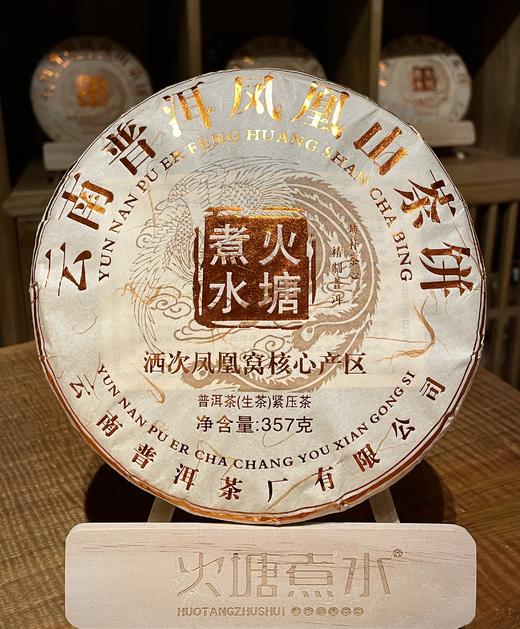 云南普洱凤凰山茶饼
YUN NAN PU ER FENG HUANG SHAN CHA BING
火塘
煮水
精制普洱
洒次凤凰窝核心产区
普洱茶(生茶)紧压茶
净含量:357克
YUN NAN PU ER CHA CHANG YOU XIAN GONG SI
云南普洱茶厂有限公司
火塘煮水®
HUOTANGZHUSHUI